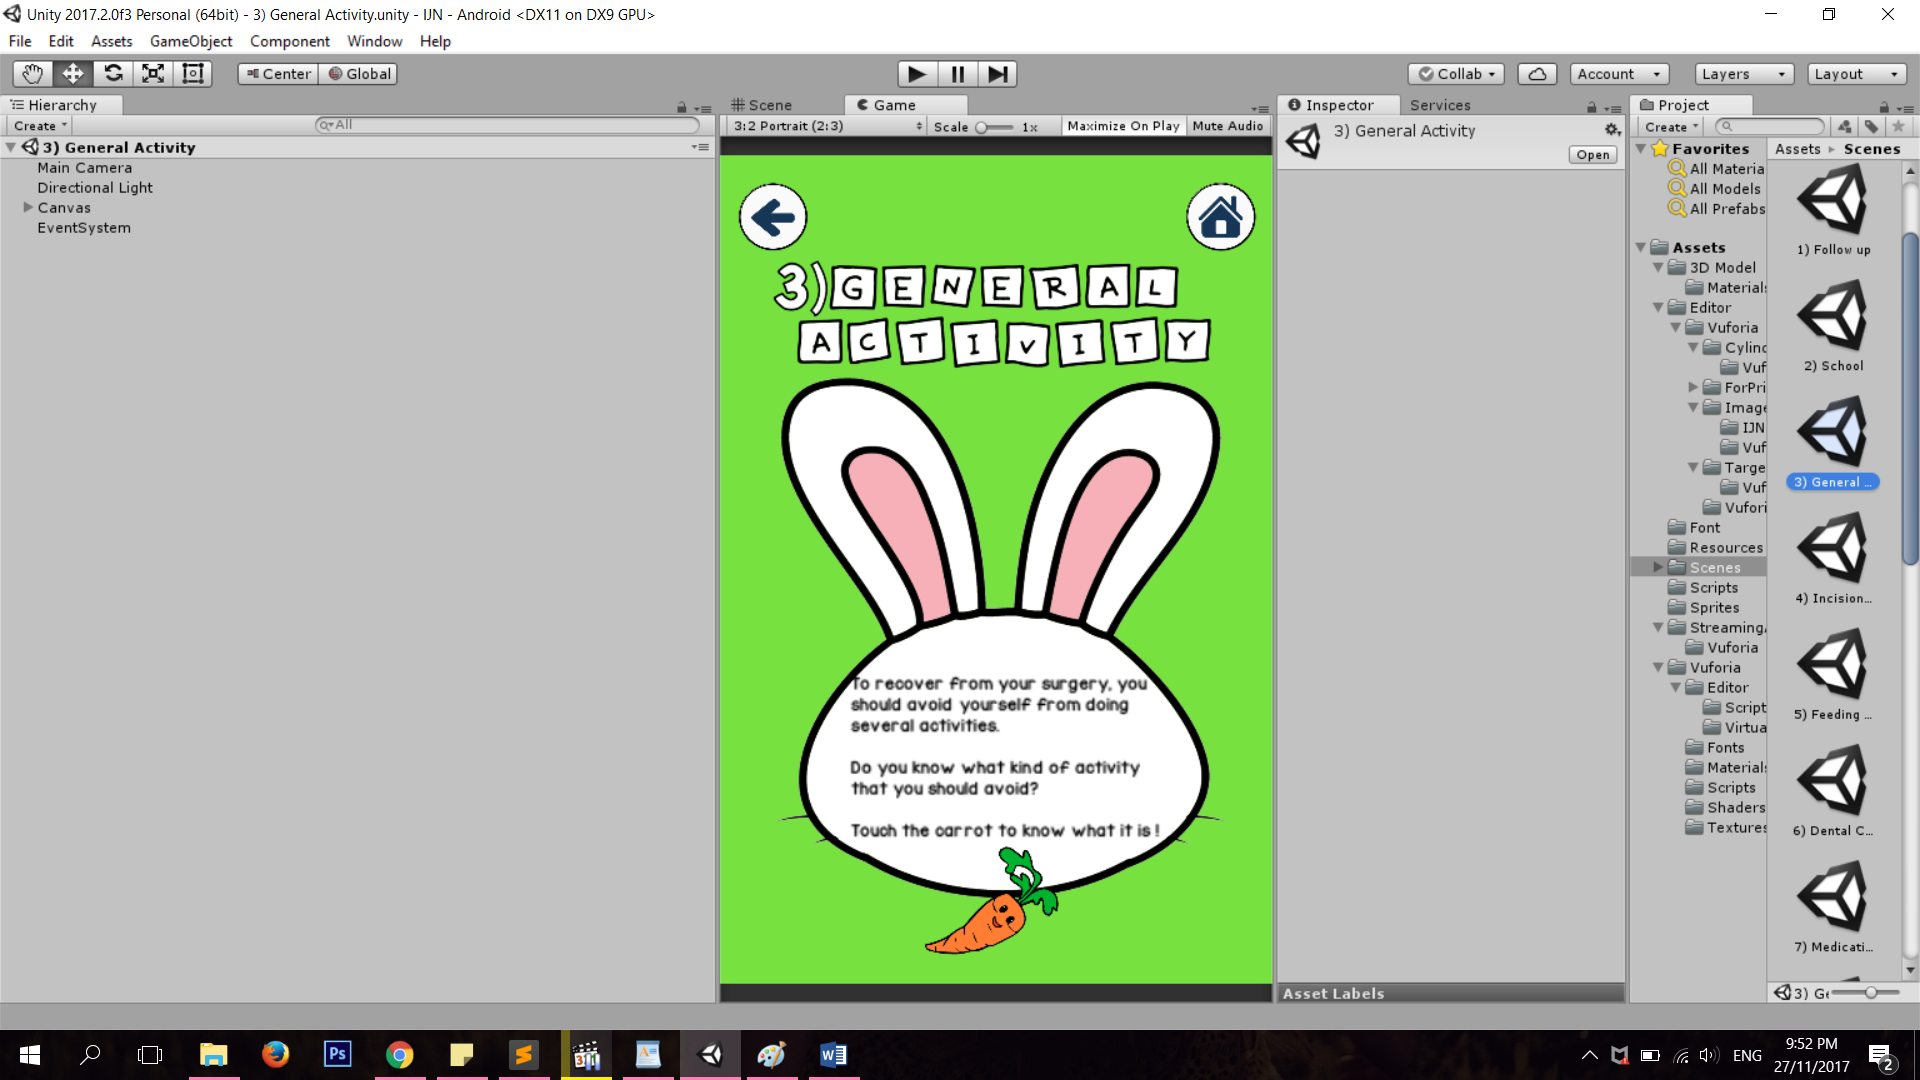 Unity 2017.2.0f3 Personal (64bit) - 3) General Activity.unity - IJN - Android <DX11 on DX9 GPU>
File Edit Assets GameObject Component Window Help
Center Global Collab Account Layers Layout
Hierarchy
Create All
3) General Activity
Main Camera
Directional Light
Canvas
EventSystem
Scene Game
3:2 Portrait (2:3) Scale 1x Maximize On Play Mute Audio
3) GENERAL
ACTIVITY
To recover from your surgery, you
should avoid yourself from doing
several activities.
Do you know what kind of activity
that you should avoid?
Touch the carrot to know what it is !
Inspector Services
3) General Activity
Open
Asset Labels
Project
Create
Favorites
All Materia
All Models
All Prefabs
Assets
3D Model
Materials
Editor
Vuforia
Cylind
Vuf
ForPri
Image
IJN
Vuf
Targe
Vuf
Vufori
Font
Resources
Scenes
Scripts
Sprites
Streaming
Vuforia
Vuforia
Editor
Script
Virtua
Fonts
Materials
Scripts
Shaders
Textures
Assets Scenes
1) Follow up
2) School
3) General ...
4) Incision...
5) Feeding ...
6) Dental C...
7) Medicati...
3) Ge
Ps
31
W
ENG
9:52 PM
27/11/2017
2